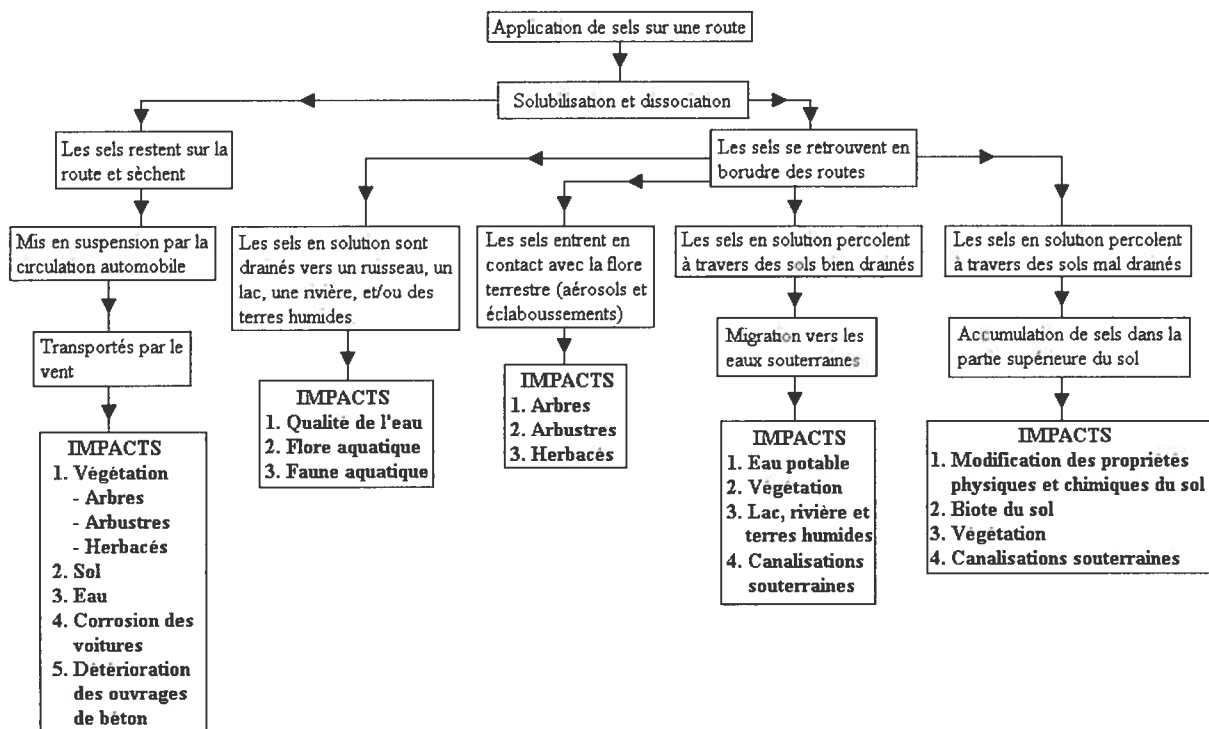 Application de sels sur une route
Solubilisation et dissociation
Les sels restent sur la
route et sèchent
Les sels se retrouvent en
borudre des routes
Mis en suspension par la
circulation automobile
Les sels en solution sont
drainés vers un ruisseau, un
lac, une rivière, et/ou des
terres humides
Les sels entrent en
contact avec la flore
terrestre (aérosols et
éclaboussements)
Les sels en solution percolent
à travers des sols bien drainés
Les sels en solution percolent
à travers des sols mal drainés
Transportés par le
vent
Migration vers les
eaux souterraines
Accumulation de sels dans la
partie supérieure du sol
IMPACTS
1. Végétation
- Arbres
- Arbustres
- Herbacés
2. Sol
3. Eau
4. Corrosion des
voitures
5. Détérioration
des ouvrages
de béton
IMPACTS
1. Qualité de l'eau
2. Flore aquatique
3. Faune aquatique
IMPACTS
1. Arbres
2. Arbustres
3. Herbacés
IMPACTS
1. Eau potable
2. Végétation
3. Lac, rivière et
terres humides
4. Canalisations
souterraines
IMPACTS
1. Modification des propriétés
physiques et chimiques du sol
2. Biote du sol
3. Végétation
4. Canalisations souterraines